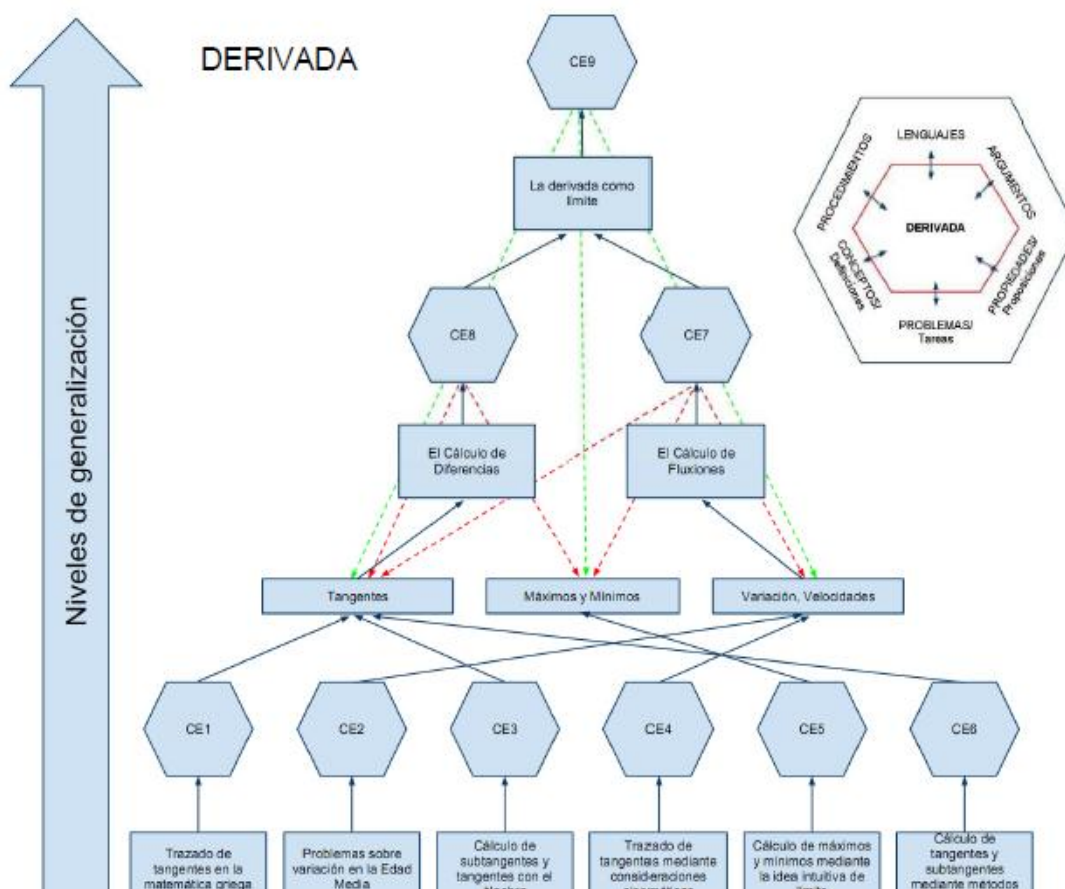 DERIVADA
CE9
La derivada como
límite
CE8
CE7
El Cálculo de
Diferencias
El Cálculo de
Fluxiones
Tangentes
Máximos y Mínimos
Variación, Velocidades
CE1
CE2
CE3
CE4
CE5
CE6
Trazado de
tangentes en la
matemática griega
Problemas sobre
variación en la Edad
Media
Cálculo de
subtangentes y
tangentes con el
Trazado de
tangentes mediante
consideraciones
Cálculo de máximos
y mínimos mediante
la idea intuitiva de
Cálculo de
tangentes y
subtangentes
mediante métodos
Niveles de generalización
LENGUAJES
ARGUMENTOS
PROPIEDADES/
Proposiciones
PROBLEMAS/
Tareas
CONCEPTOS/
Definiciones
PROCEDIMIENTOS
DERIVADA